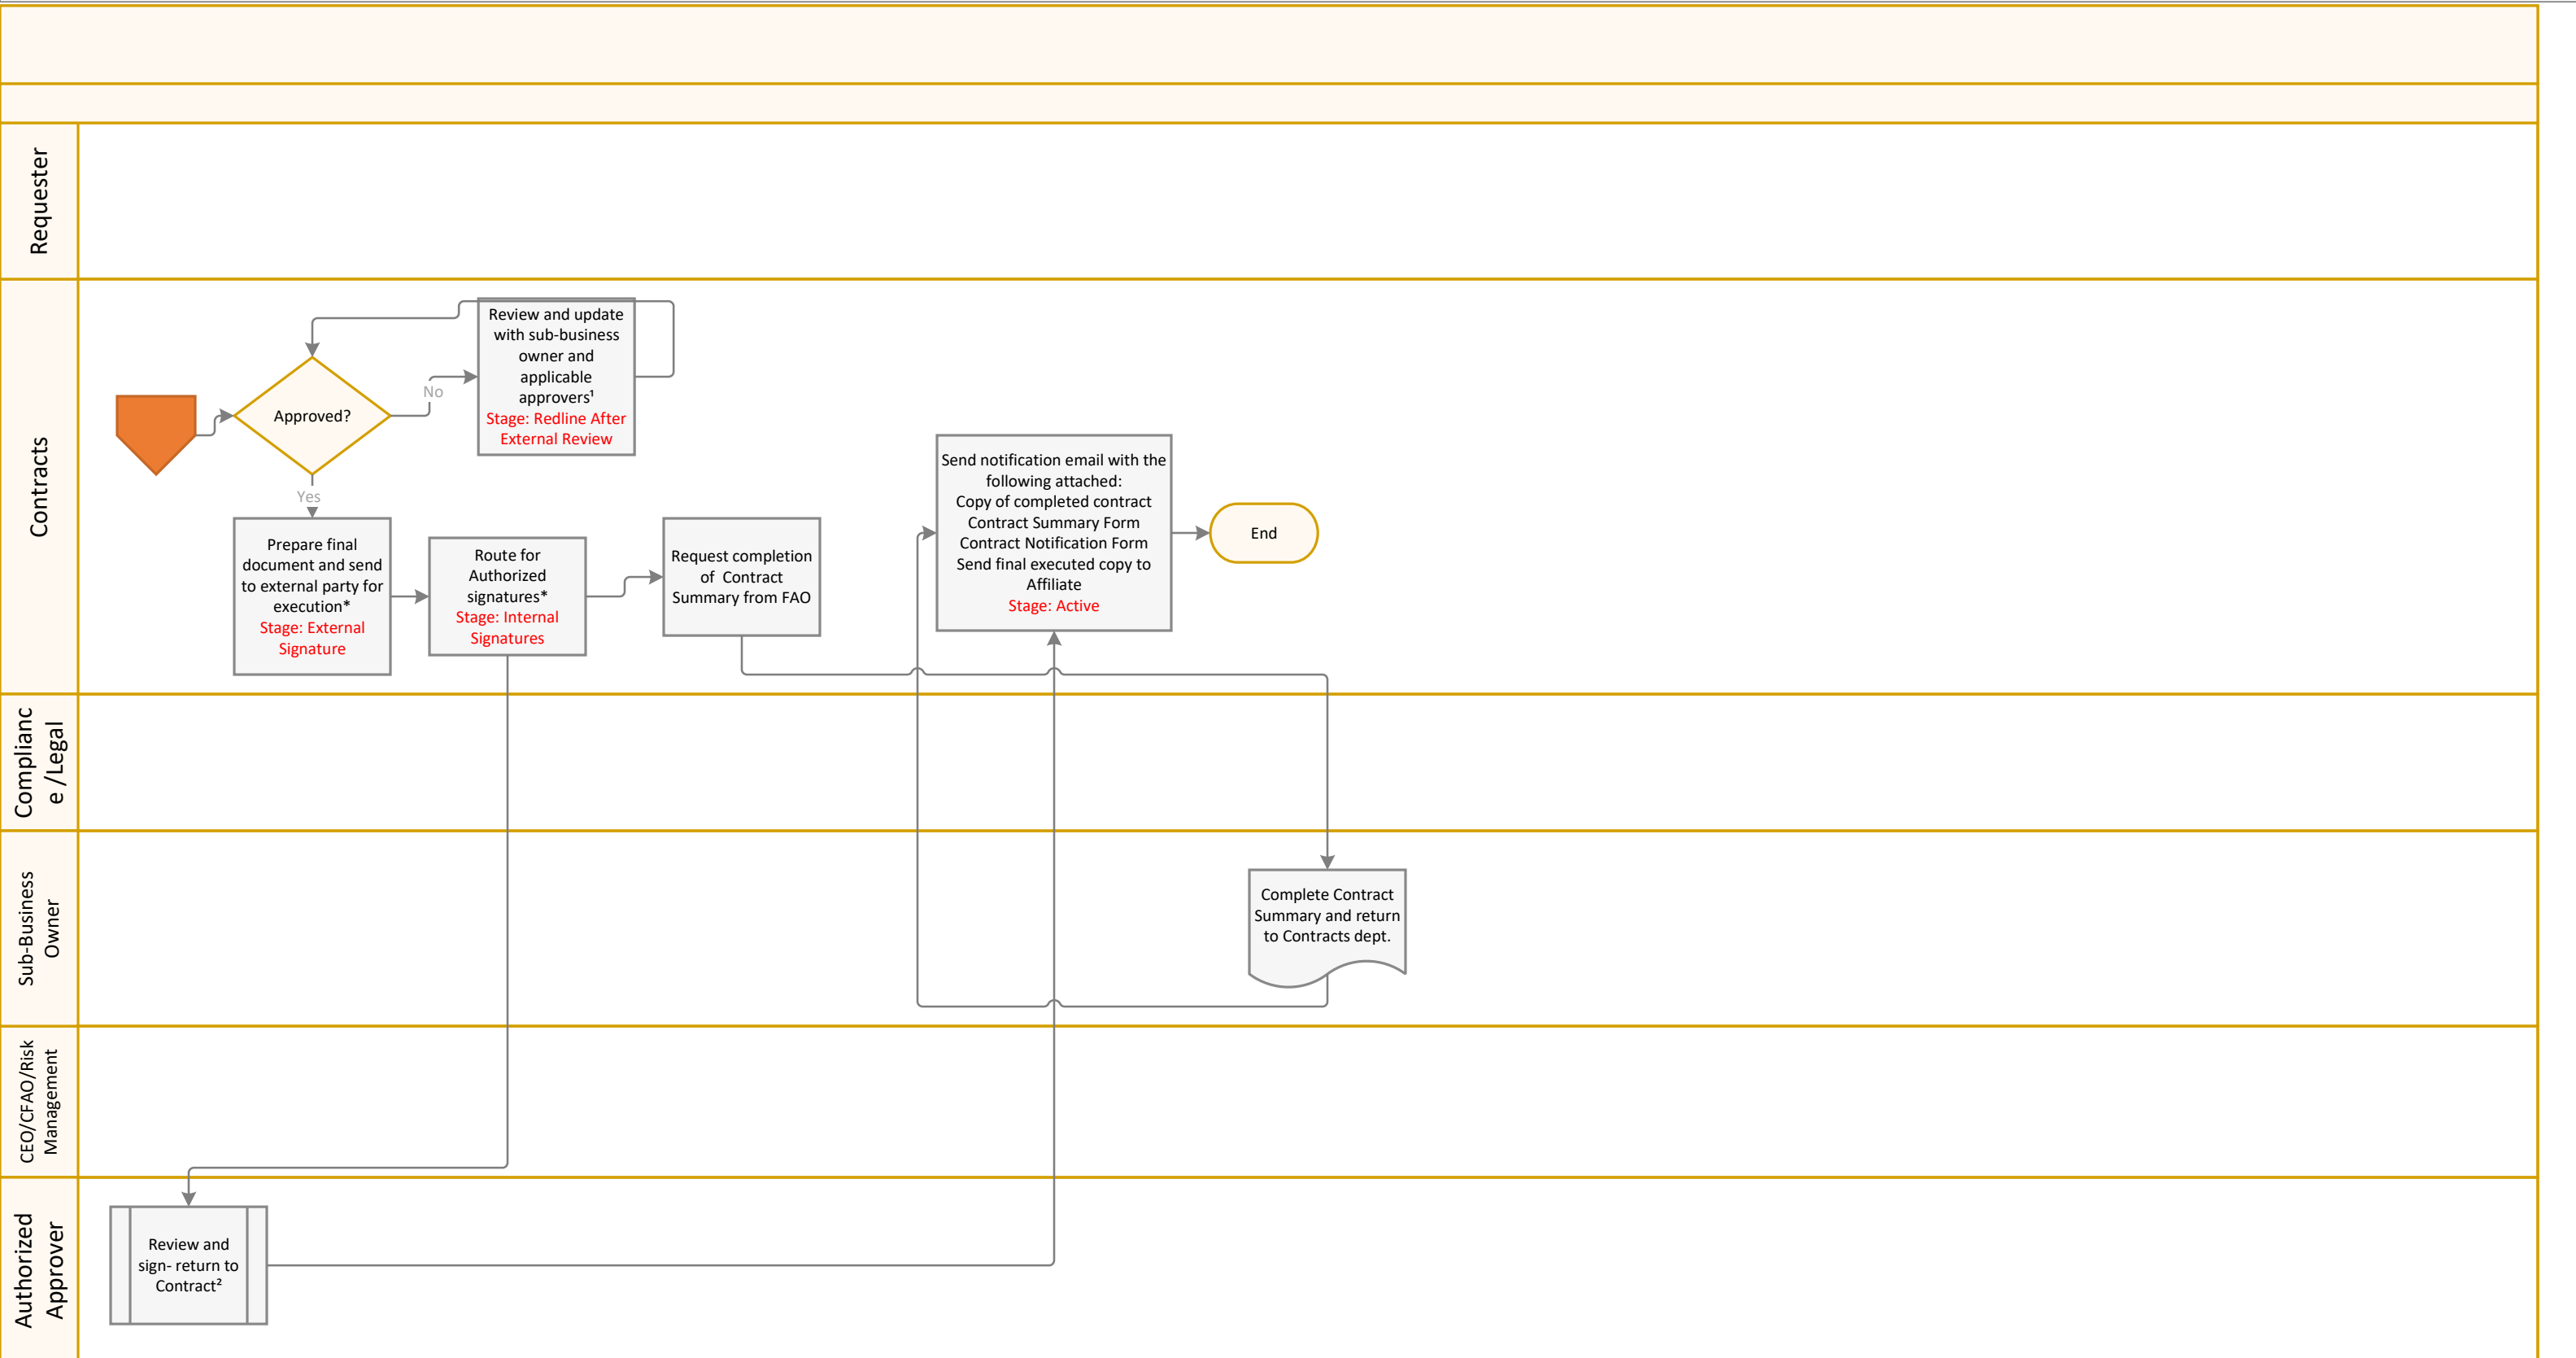 Requester
Contracts
Review and update
with sub-business
owner and
applicable
approvers¹
Stage: Redline After
External Review
No
Approved?
Yes
Prepare final
document and send
to external party for
execution*
Stage: External
Signature
Route for
Authorized
signatures*
Stage: Internal
Signatures
Request completion
of Contract
Summary from FAO
Send notification email with the
following attached:
Copy of completed contract
Contract Summary Form
Contract Notification Form
Send final executed copy to
Affiliate
Stage: Active
End
Complianc
e /Legal
Sub-Business
Owner
Complete Contract
Summary and return
to Contracts dept.
CEO/CFAO/Risk
Management
Authorized
Approver
Review and
sign- return to
Contract²